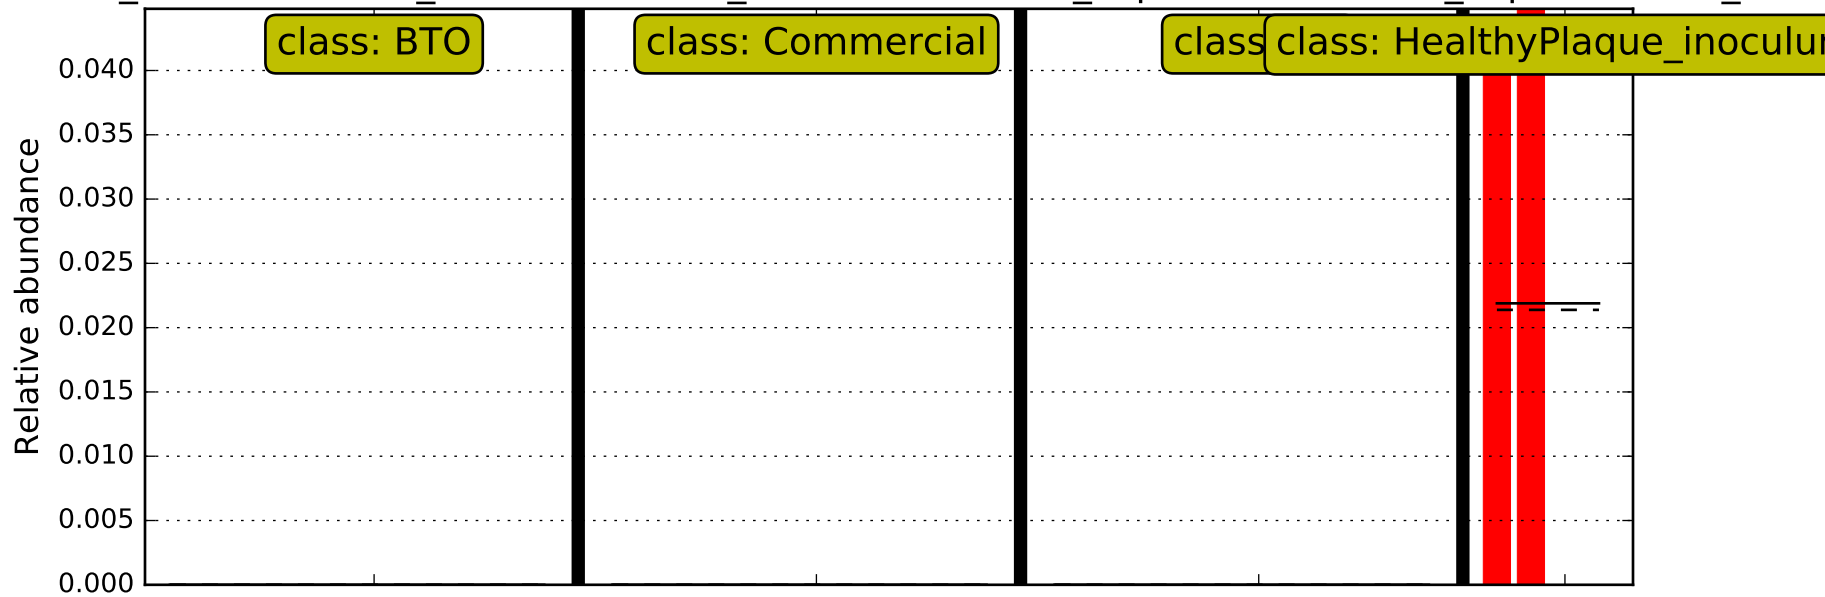 class: BTO
class: Commercial
class
class: HealthyPlaque_inoculu
0.040
0.035
0.030
0.025
0.020
0.015
0.010
0.005
0.000
Relative abundance